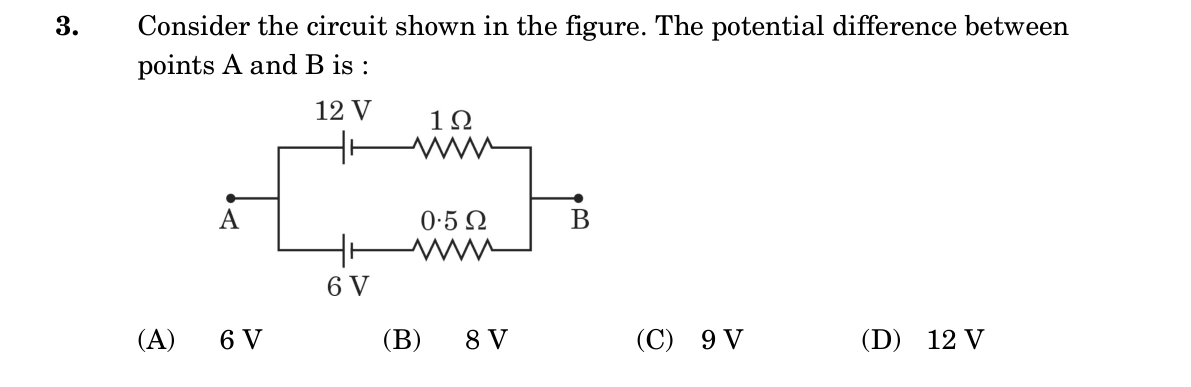 3. Consider the circuit shown in the figure. The potential difference between
points A and B is :
12 V
1 Ω
A
0·5 Ω
B
6 V
(A) 6 V (B) 8 V (C) 9 V (D) 12 V